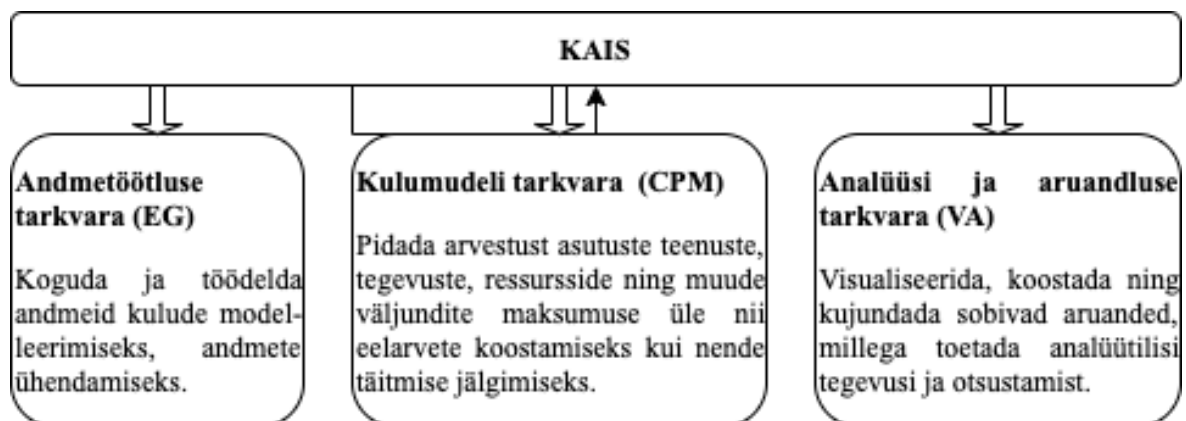 KAIS
Andmetöötluse
tarkvara (EG)
Koguda ja töödelda
andmeid kulude model-
leerimiseks, andmete
ühendamiseks.
Kulumudeli tarkvara (CPM)
Pidada arvestust asutuste teenuste,
tegevuste, ressursside ning muude
väljundite maksumuse üle nii
eelarvete koostamiseks kui nende
täitmise jälgimiseks.
Analüüsi ja aruandluse
tarkvara (VA)
Visualiseerida, koostada ning
kujundada sobivad aruanded,
millega toetada analüütilisi
tegevusi ja otsustamist.